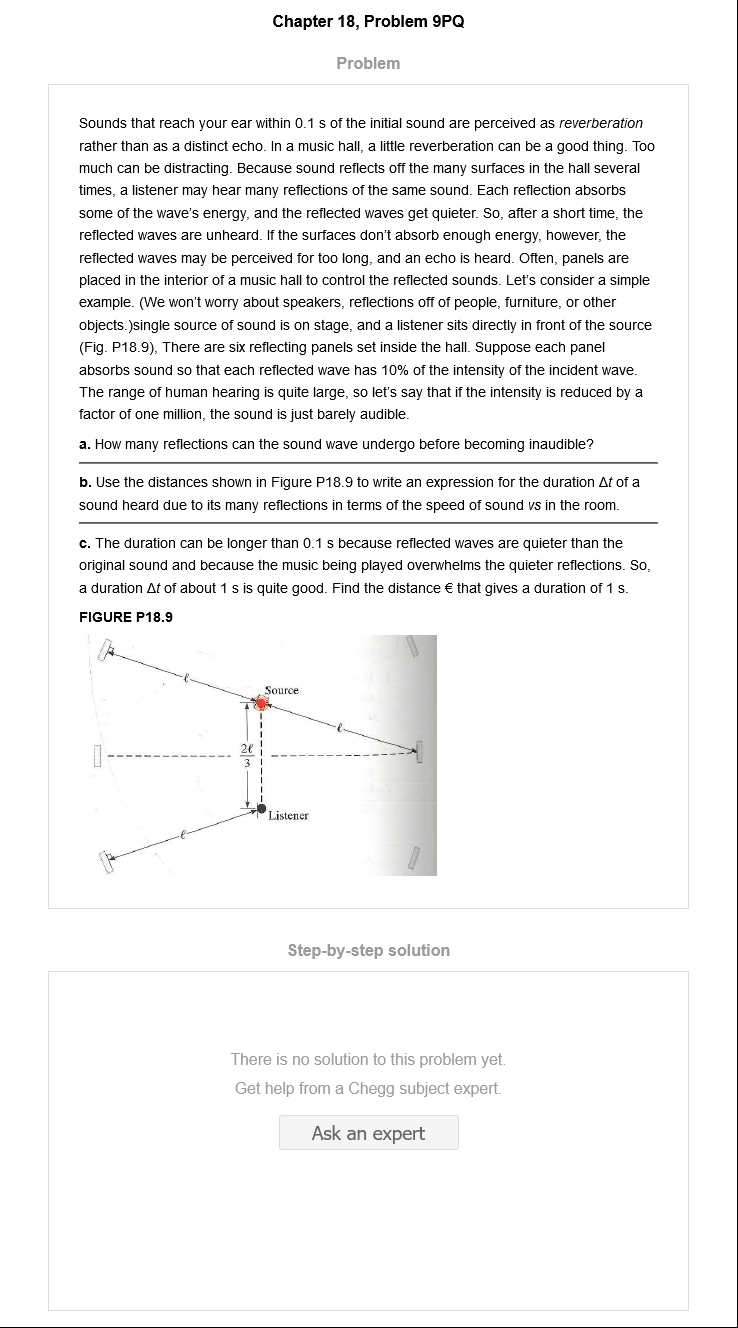 Chapter 18, Problem 9PQ
Problem
Sounds that reach your ear within 0.1 s of the initial sound are perceived as reverberation
rather than as a distinct echo. In a music hall, a little reverberation can be a good thing. Too
much can be distracting. Because sound reflects off the many surfaces in the hall several
times, a listener may hear many reflections of the same sound. Each reflection absorbs
some of the wave's energy, and the reflected waves get quieter. So, after a short time, the
reflected waves are unheard. If the surfaces don't absorb enough energy, however, the
reflected waves may be perceived for too long, and an echo is heard. Often, panels are
placed in the interior of a music hall to control the reflected sounds. Let's consider a simple
example. (We won't worry about speakers, reflections off of people, furniture, or other
objects.)single source of sound is on stage, and a listener sits directly in front of the source
(Fig. P18.9), There are six reflecting panels set inside the hall. Suppose each panel
absorbs sound so that each reflected wave has 10% of the intensity of the incident wave.
The range of human hearing is quite large, so let's say that if the intensity is reduced by a
factor of one million, the sound is just barely audible.
a. How many reflections can the sound wave undergo before becoming inaudible?
b. Use the distances shown in Figure P18.9 to write an expression for the duration Δt of a
sound heard due to its many reflections in terms of the speed of sound vs in the room.
c. The duration can be longer than 0.1 s because reflected waves are quieter than the
original sound and because the music being played overwhelms the quieter reflections. So,
a duration Δt of about 1 s is quite good. Find the distance € that gives a duration of 1 s.
FIGURE P18.9
ℓ
Source
ℓ
2ℓ
3
Listener
ℓ
Step-by-step solution
There is no solution to this problem yet.
Get help from a Chegg subject expert.
Ask an expert